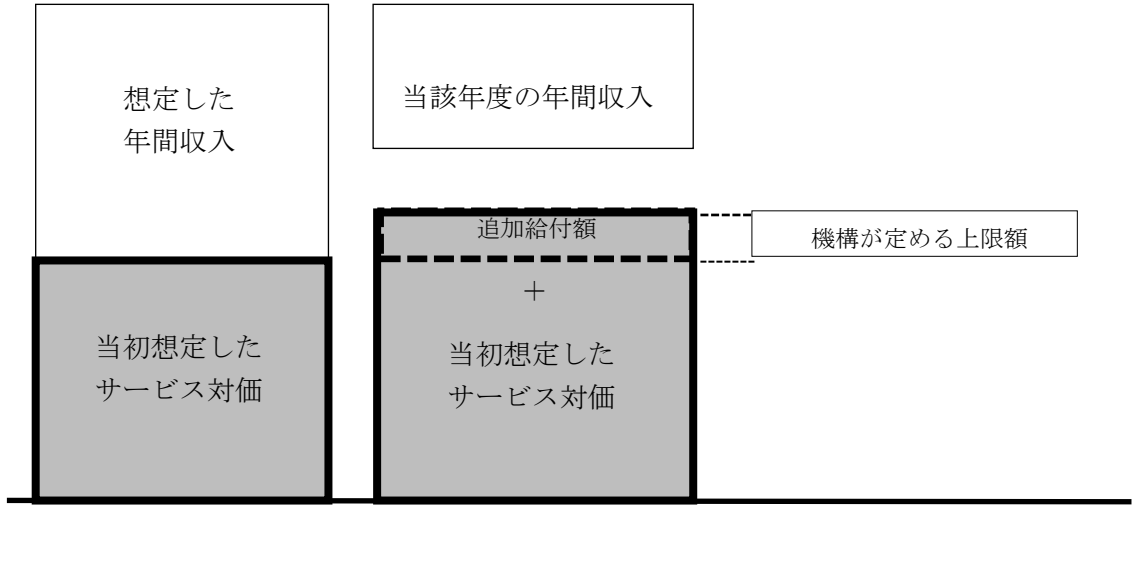 想定した
年間収入
当初想定した
サービス対価
当該年度の年間収入
追加給付額
＋
当初想定した
サービス対価
機構が定める上限額